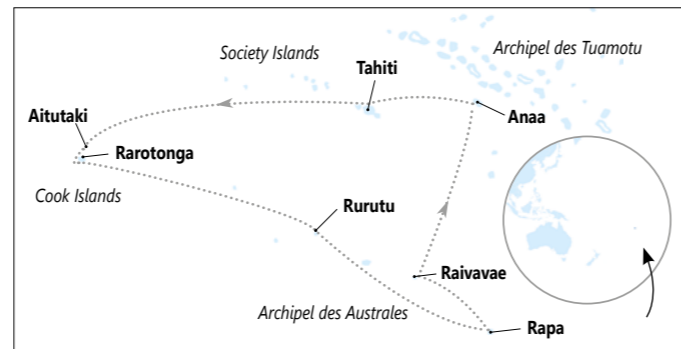 Society Islands
Archipel des Tuamotu
Tahiti
Anaa
Aitutaki
Rarotonga
Cook Islands
Rurutu
Raivavae
Archipel des Australes
Rapa